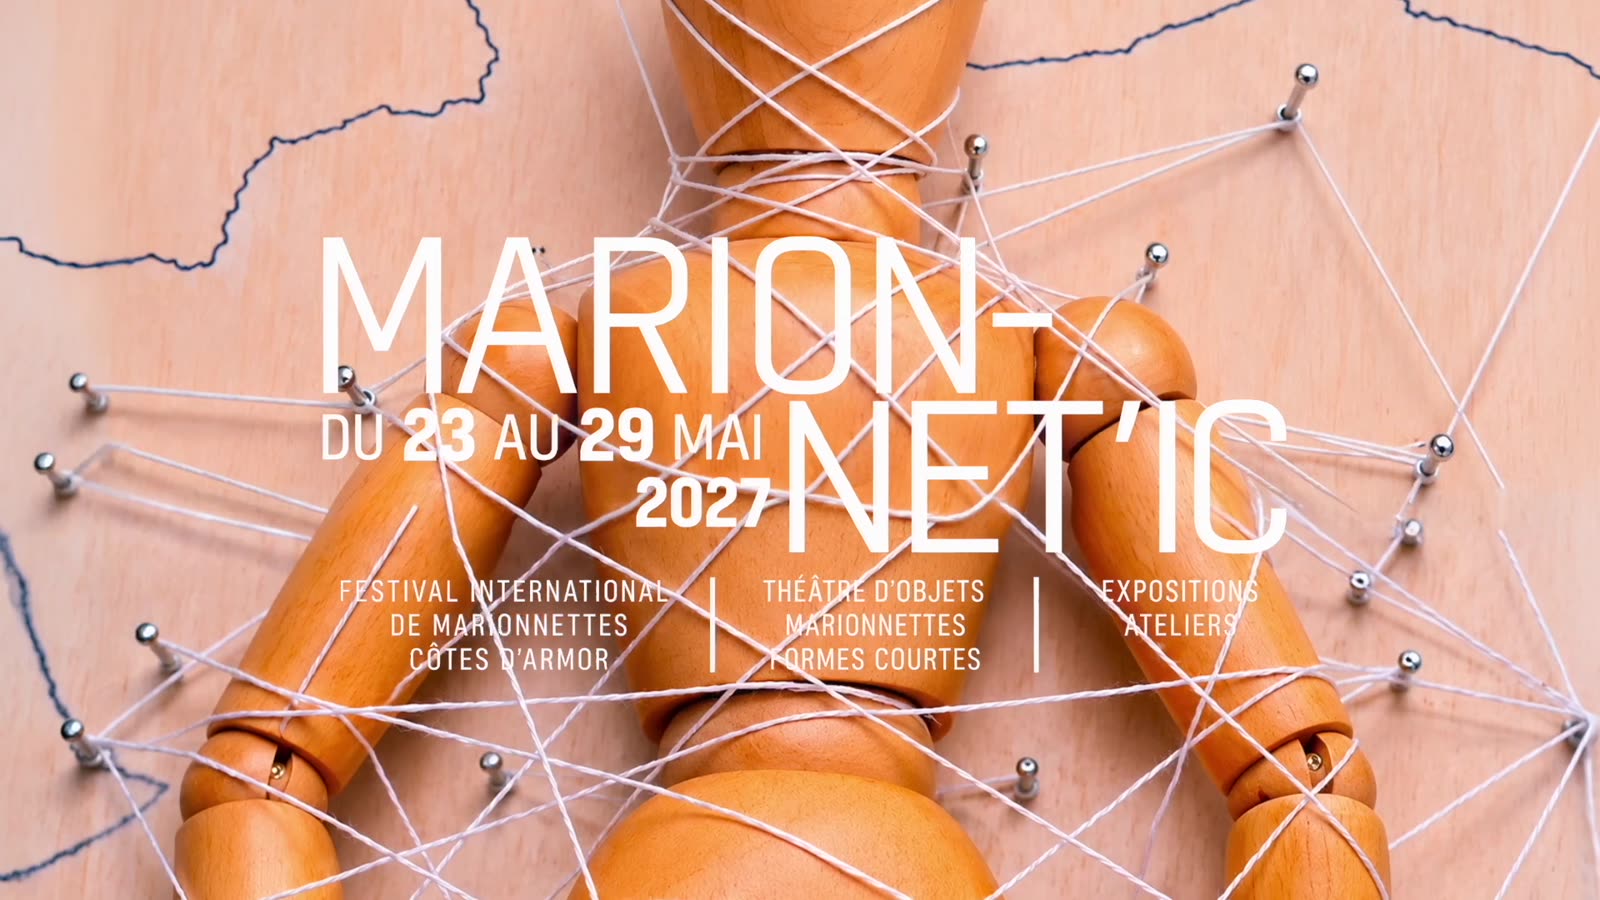 MARION-
NET'IC
DU 23 AU 29 MAI
2027
FESTIVAL INTERNATIONAL
DE MARIONNETTES
CÔTES D'ARMOR
THÉÂTRE D'OBJETS
MARIONNETTES
FORMES COURTES
EXPOSITIONS
ATELIERS